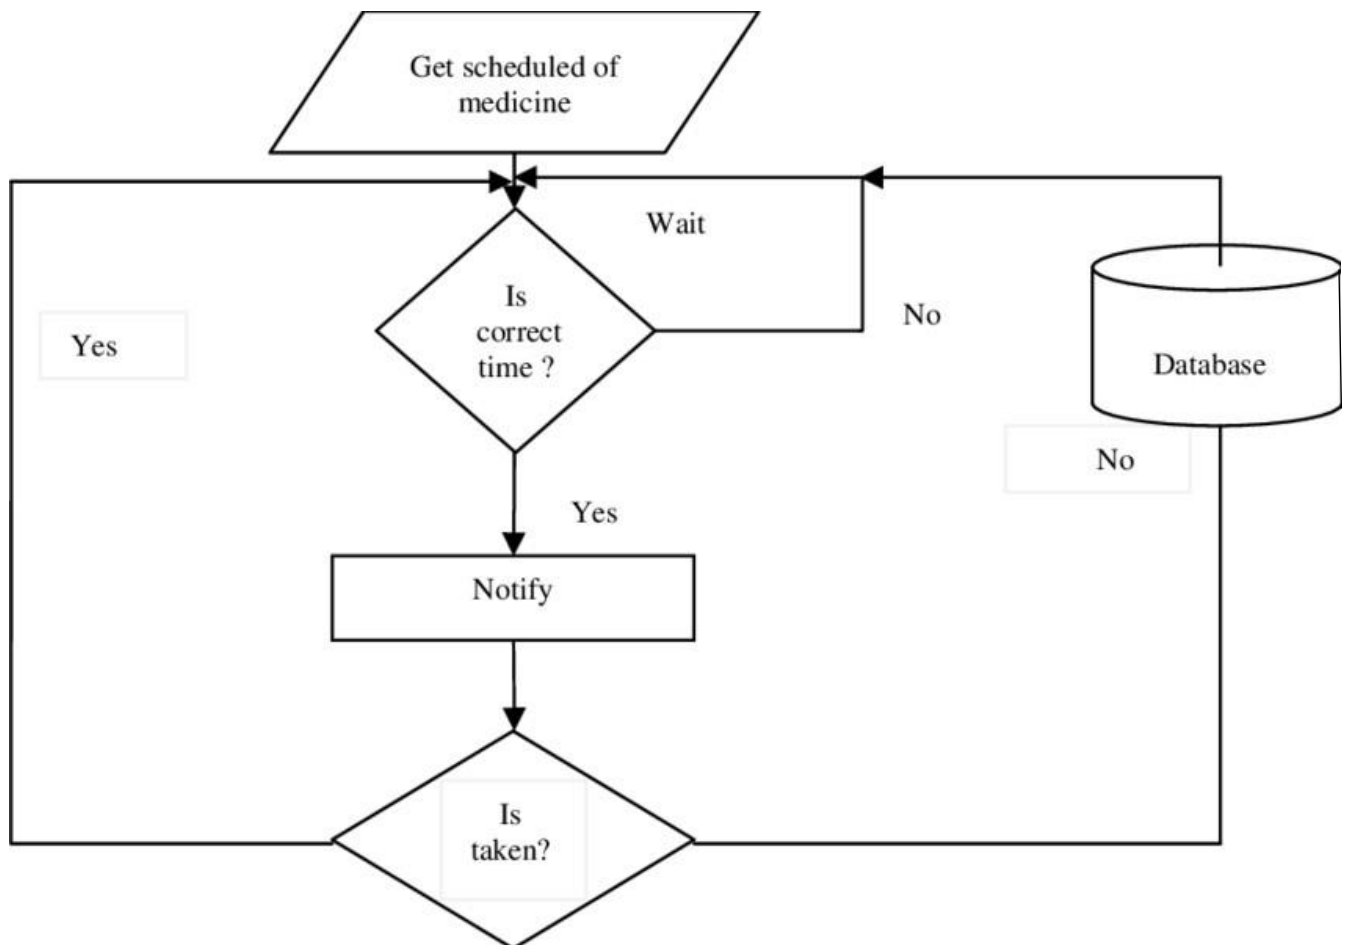 Get scheduled of
medicine
Wait
Is
correct
time ?
No
Yes
Database
No
Yes
Notify
Is
taken?